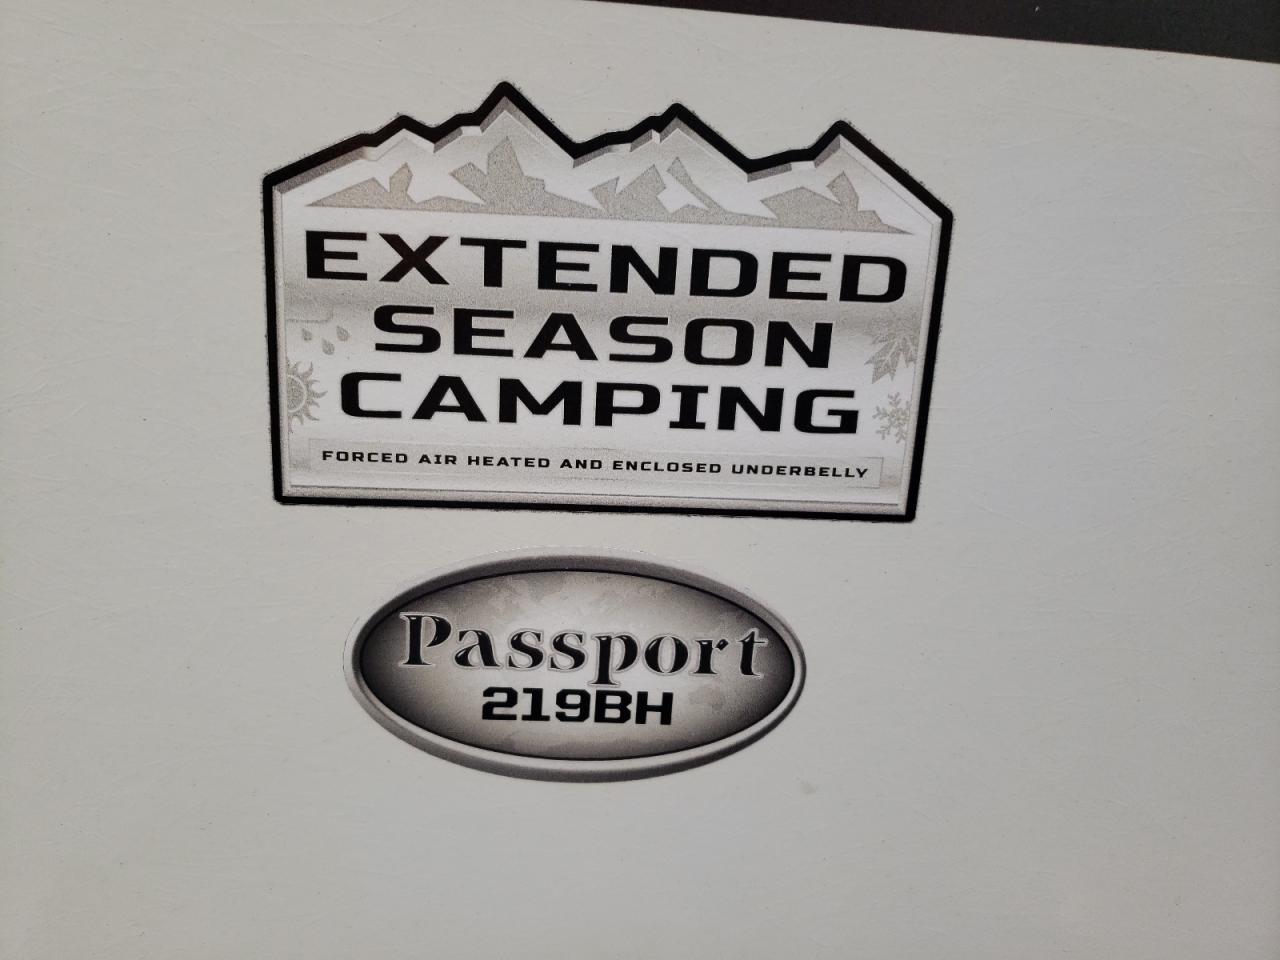 EXTENDED
SEASON
CAMPING
FORCED AIR HEATED AND ENCLOSED UNDERBELLY
Passport
219BH